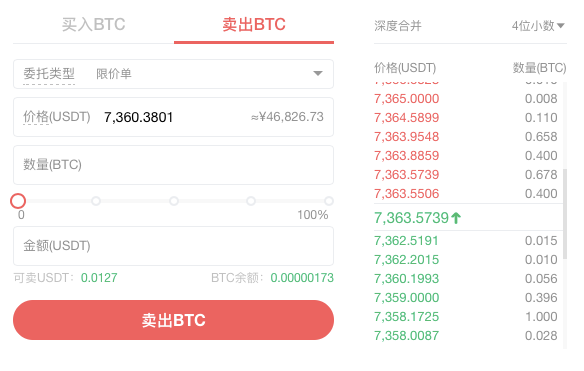 买入BTC 卖出BTC
委托类型 限价单
价格(USDT) 7,360.3801 ≈¥46,826.73
数量(BTC)
0 100%
金额(USDT)
可卖USDT: 0.0127 BTC余额: 0.00000173
卖出BTC
深度合并 4位小数
价格(USDT) 数量(BTC)
7,365.0000 0.008
7,364.5899 0.110
7,363.9548 0.658
7,363.8859 0.400
7,363.5739 0.678
7,363.5506 0.400
7,363.5739
7,362.5191 0.015
7,362.2015 0.010
7,360.1993 0.056
7,359.0000 0.396
7,358.1725 1.000
7,358.0087 0.028